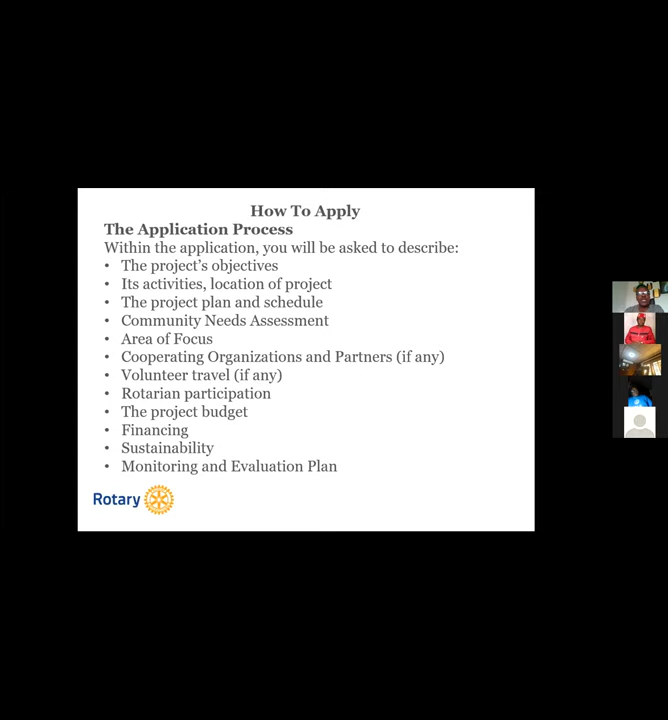 How To Apply
The Application Process
Within the application, you will be asked to describe:
• The project’s objectives
• Its activities, location of project
• The project plan and schedule
• Community Needs Assessment
• Area of Focus
• Cooperating Organizations and Partners (if any)
• Volunteer travel (if any)
• Rotarian participation
• The project budget
• Financing
• Sustainability
• Monitoring and Evaluation Plan
Rotary